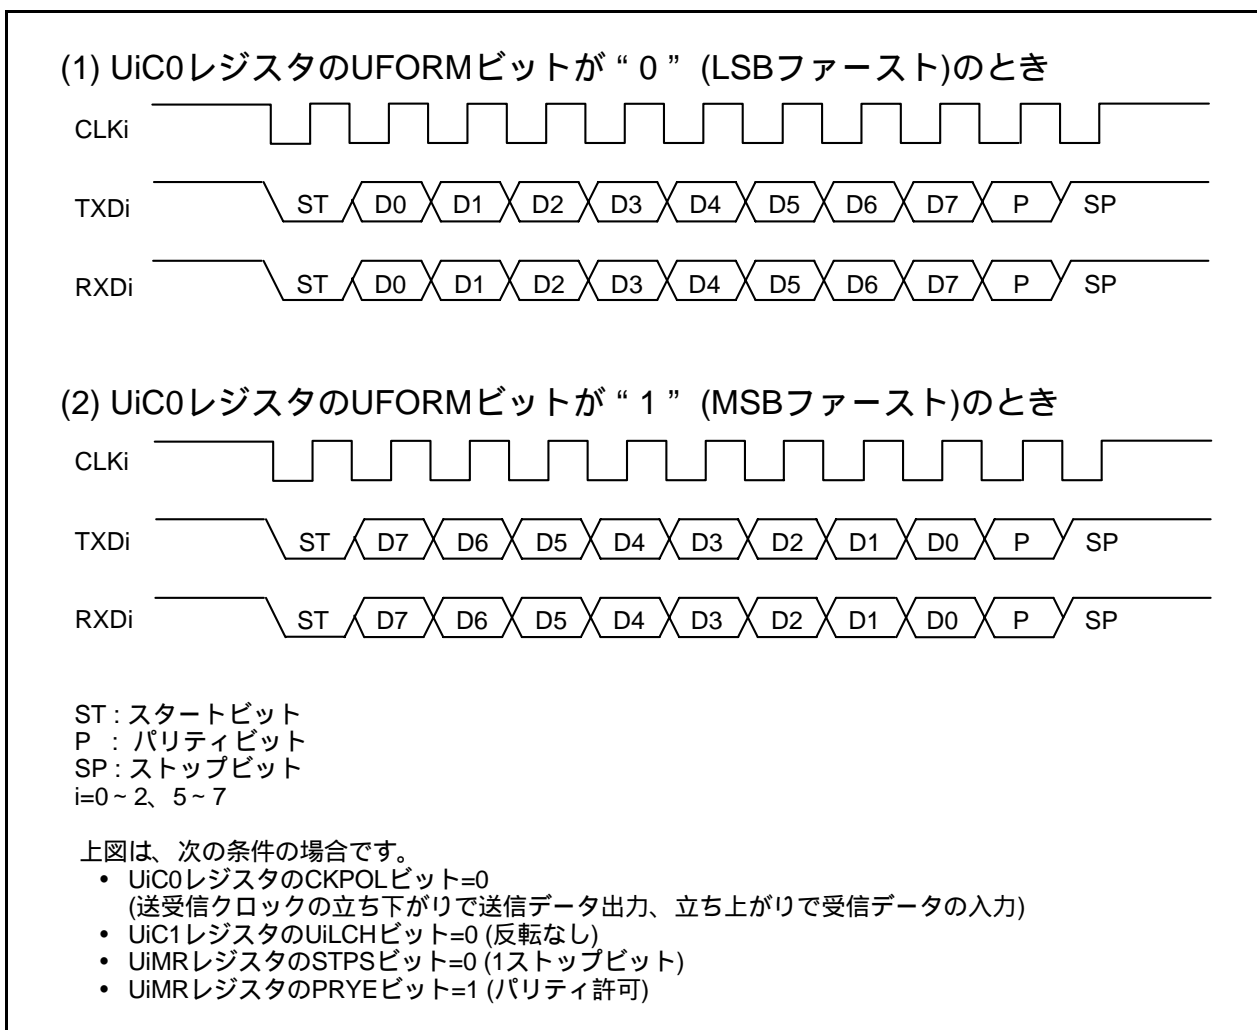 (1) UiC0レジスタのUFORMビットが“0” (LSBファースト)のとき
CLKi
TXDi ST D0 D1 D2 D3 D4 D5 D6 D7 P SP
RXDi ST D0 D1 D2 D3 D4 D5 D6 D7 P SP
(2) UiC0レジスタのUFORMビットが“1” (MSBファースト)のとき
CLKi
TXDi ST D7 D6 D5 D4 D3 D2 D1 D0 P SP
RXDi ST D7 D6 D5 D4 D3 D2 D1 D0 P SP
ST : スタートビット
P : パリティビット
SP : ストップビット
i=0~2、5~7
上図は、次の条件の場合です。
• UiC0レジスタのCKPOLビット=0
(送受信クロックの立ち下がりで送信データ出力、立ち上がりで受信データの入力)
• UiC1レジスタのUiLCHビット=0 (反転なし)
• UiMRレジスタのSTPSビット=0 (1ストップビット)
• UiMRレジスタのPRYEビット=1 (パリティ許可)